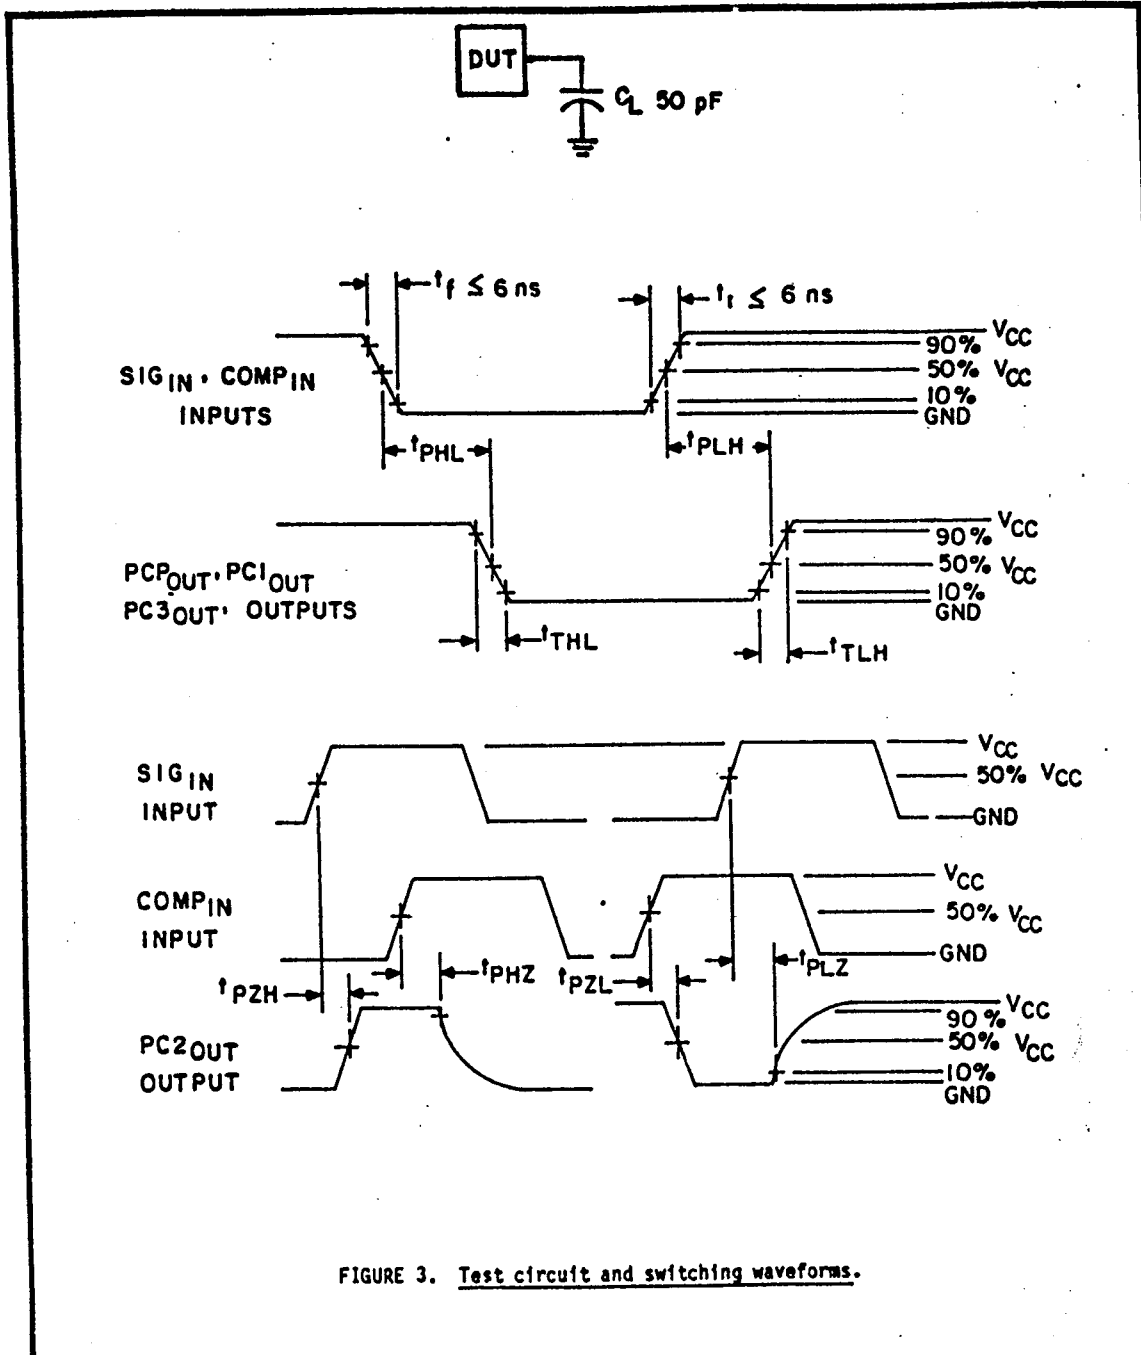 DUT
CL 50 pF
tf ≤ 6 ns
tr ≤ 6 ns
SIGIN, COMPIN
INPUTS
VCC
90%
50% VCC
10%
GND
tPHL
tPLH
PCPOUT, PC1OUT
PC3OUT, OUTPUTS
VCC
90%
50% VCC
10%
GND
tTHL
tTLH
SIGIN
INPUT
VCC
50% VCC
GND
COMPIN
INPUT
VCC
50% VCC
GND
tPZH
tPHZ
tPZL
tPLZ
PC2OUT
OUTPUT
VCC
90%
50% VCC
10%
GND
FIGURE 3. Test circuit and switching waveforms.